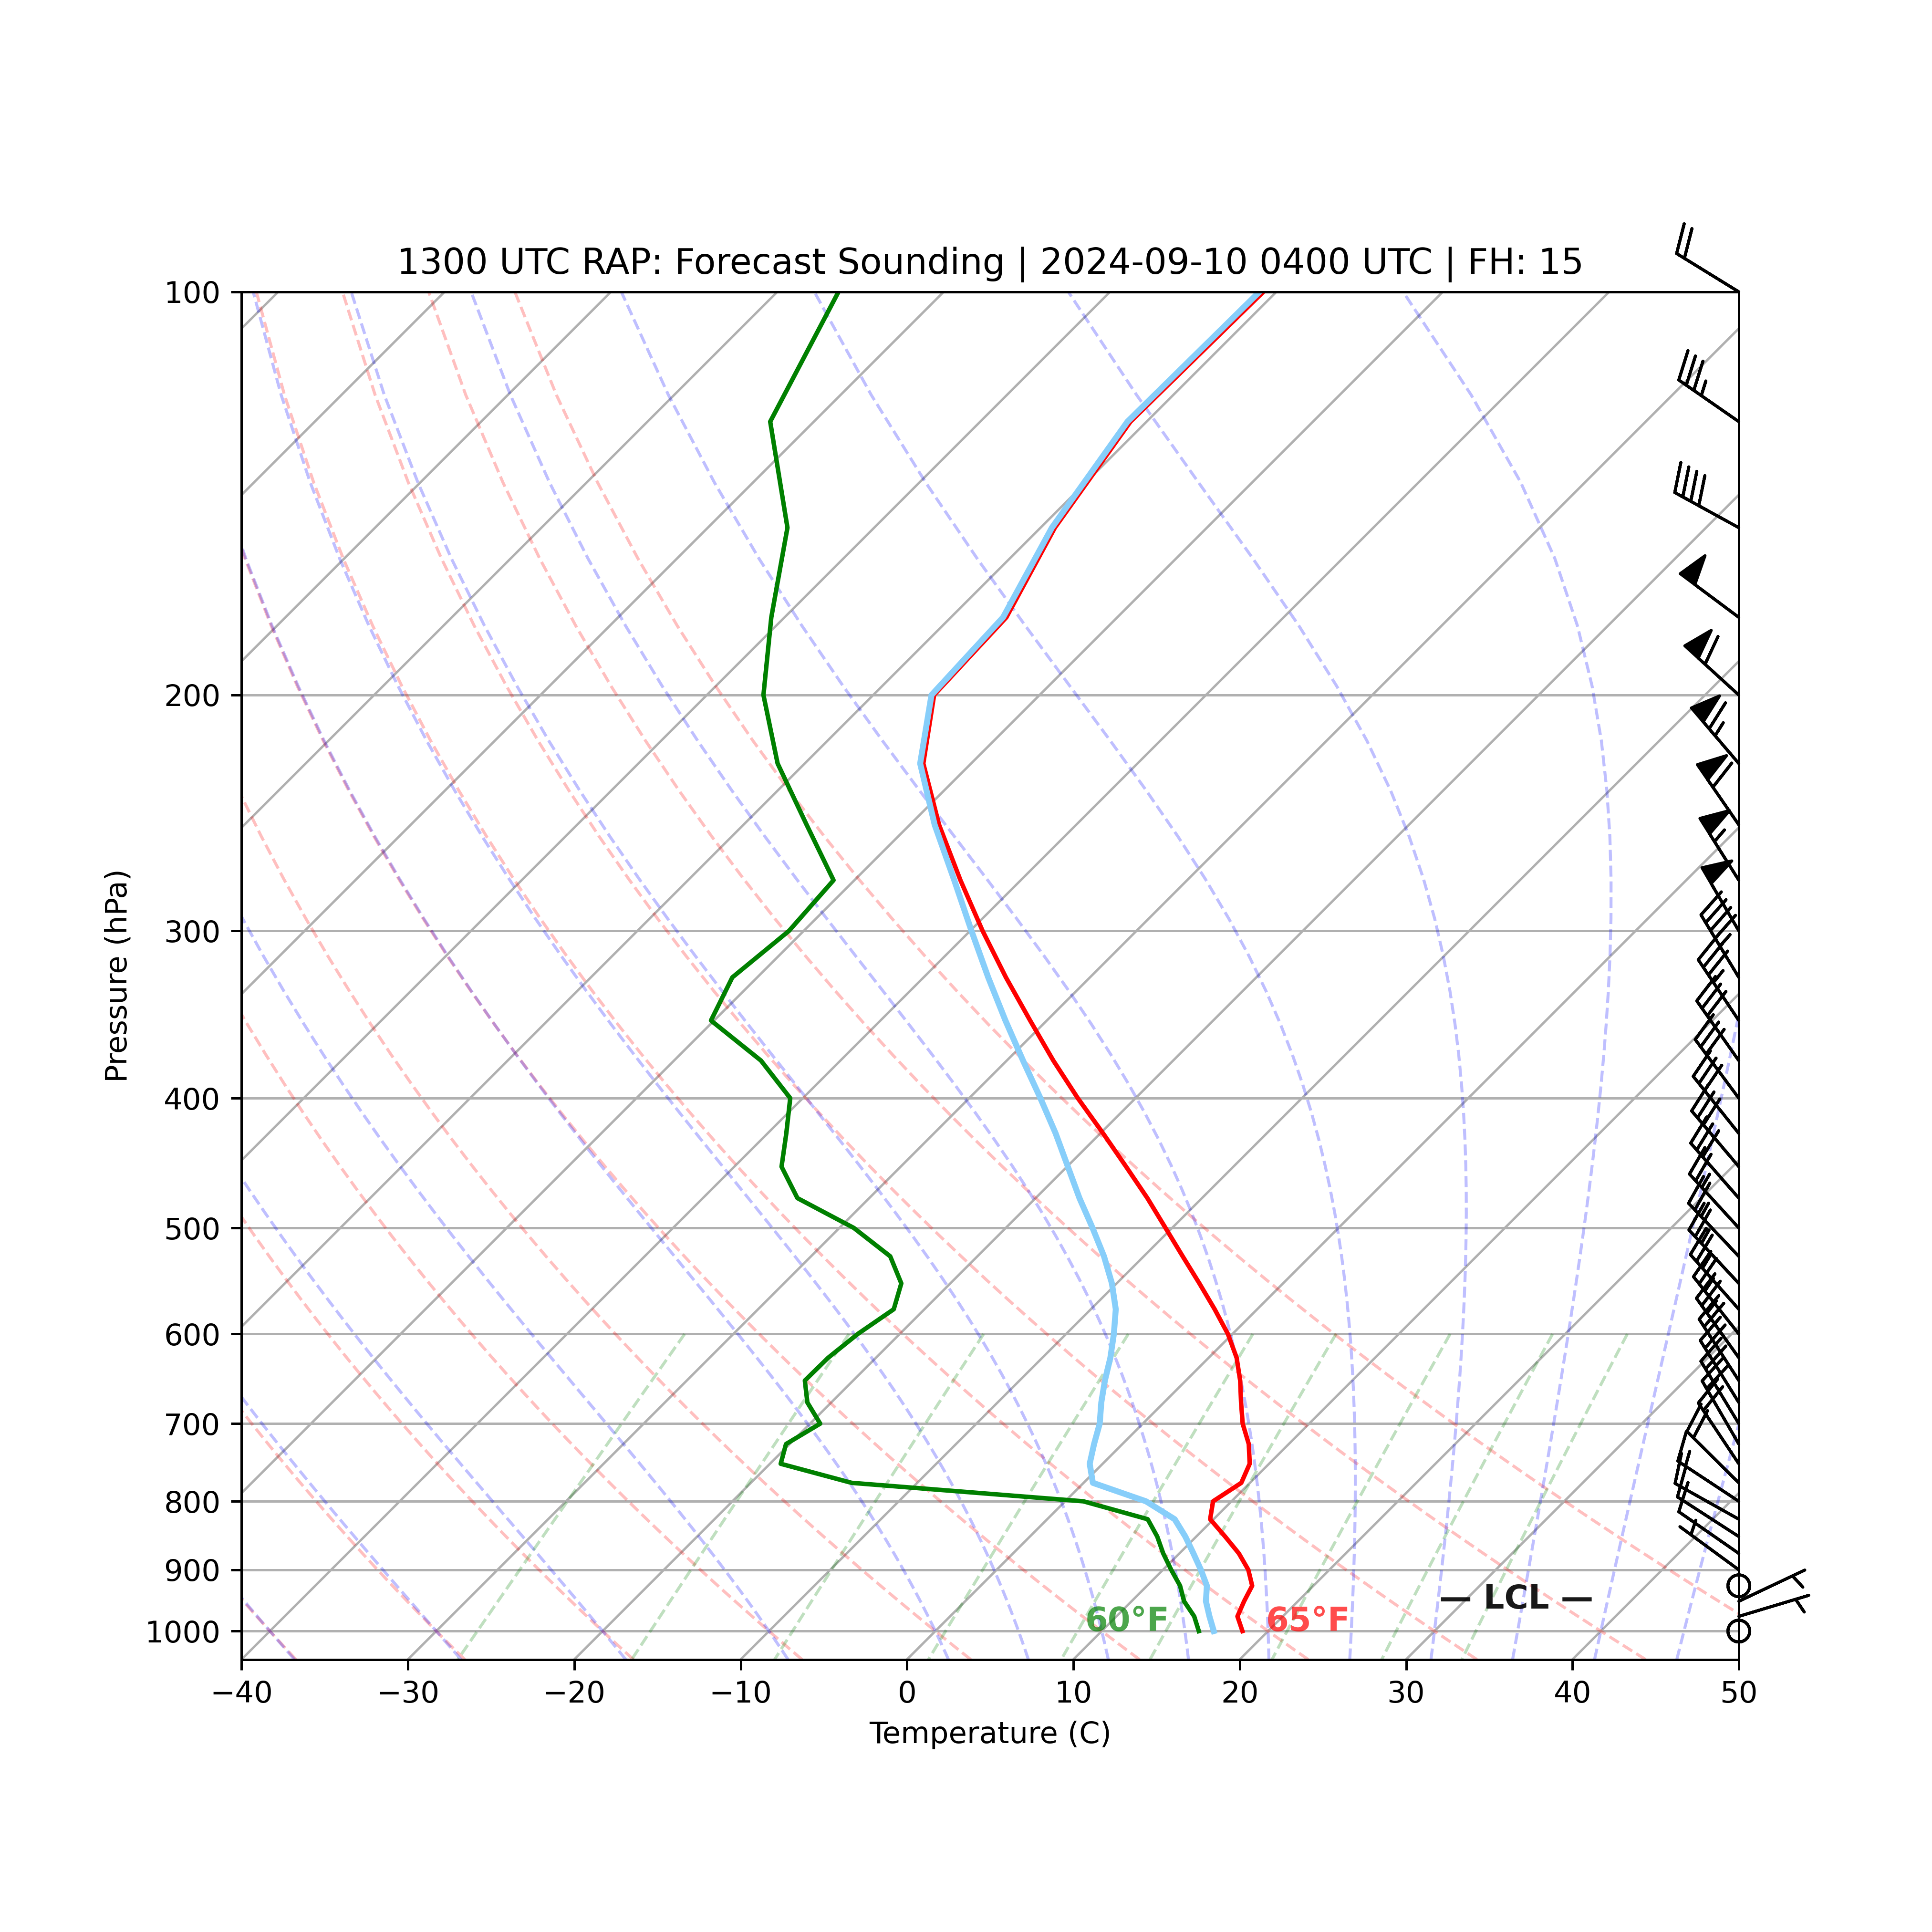 1300 UTC RAP: Forecast Sounding | 2024-09-10 0400 UTC | FH: 15
100
200
300
400
500
600
700
800
900
1000
Pressure (hPa)
— LCL —
60°F 65°F
−40 −30 −20 −10 0 10 20 30 40 50
Temperature (C)